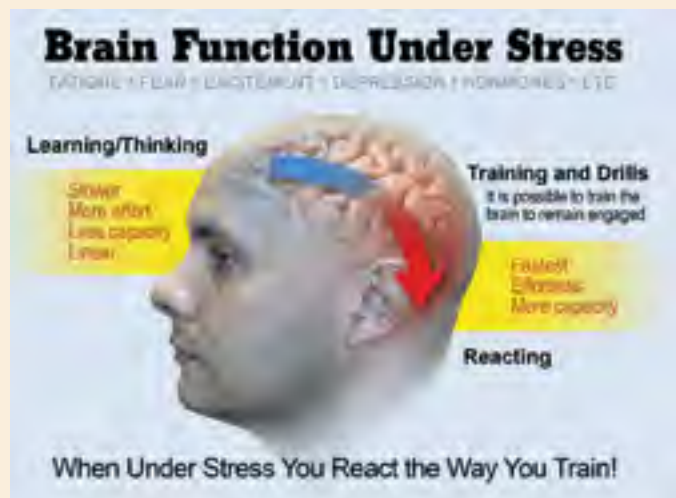 Brain Function Under Stress
FATIGUE * FEAR * EXCITEMENT * DEPRESSION * HORMONES * ETC
Learning/Thinking
Slower
More effort
Less capacity
Linear
Training and Drills
It is possible to train the
brain to remain engaged
Fastest
Effortless
More capacity
Reacting
When Under Stress You React the Way You Train!